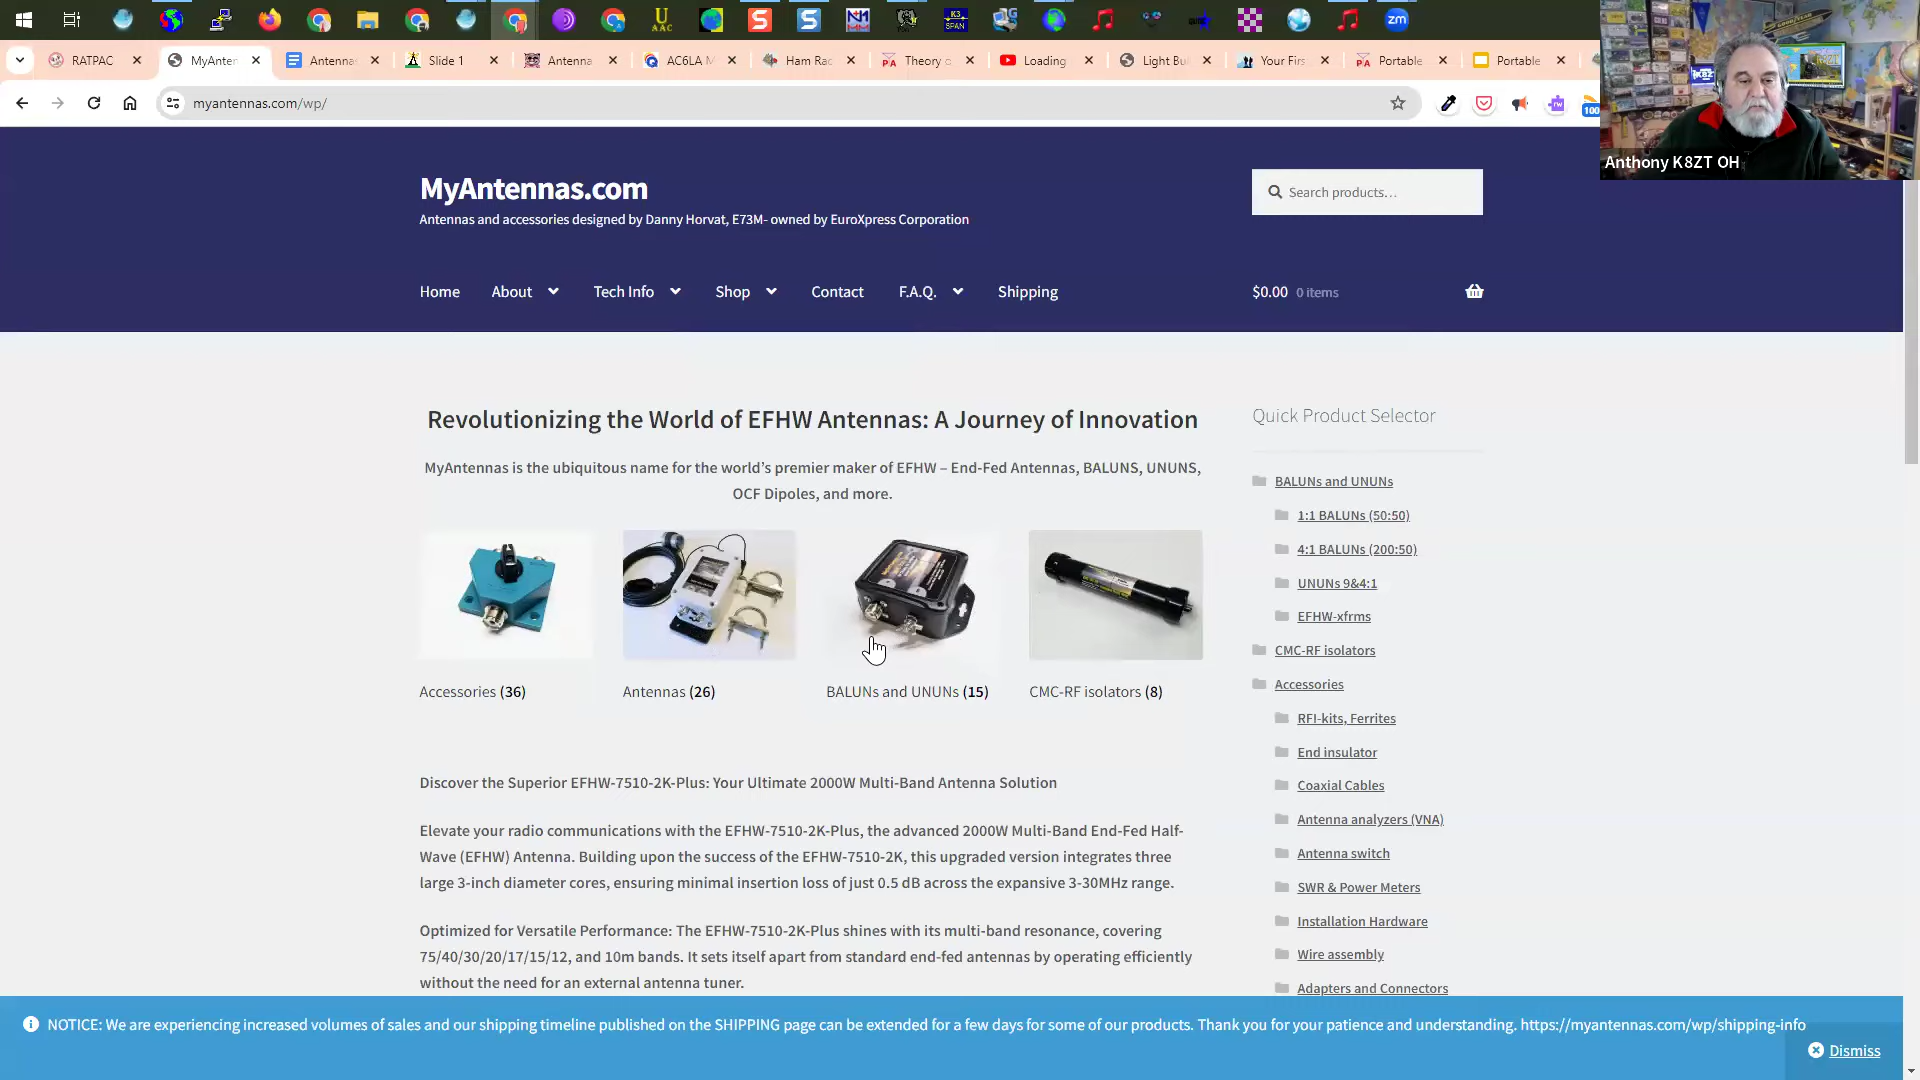 U
AAC
S
S
K3
SPAN
zm
RATPAC
MyAnten
Antenna
Slide 1
Antenna
AC6LA M
Ham Rac
Theory o
Loading
Light Bu
Your Firs
Portable
Portable
myantennas.com/wp/
100
Anthony K8ZT OH
MyAntennas.com
Antennas and accessories designed by Danny Horvat, E73M- owned by EuroXpress Corporation
Search products…
Home
About
Tech Info
Shop
Contact
F.A.Q.
Shipping
$0.00 0 items
Revolutionizing the World of EFHW Antennas: A Journey of Innovation
MyAntennas is the ubiquitous name for the world’s premier maker of EFHW – End-Fed Antennas, BALUNS, UNUNS,
OCF Dipoles, and more.
Accessories (36)
Antennas (26)
BALUNs and UNUNs (15)
CMC-RF isolators (8)
Discover the Superior EFHW-7510-2K-Plus: Your Ultimate 2000W Multi-Band Antenna Solution
Elevate your radio communications with the EFHW-7510-2K-Plus, the advanced 2000W Multi-Band End-Fed Half-
Wave (EFHW) Antenna. Building upon the success of the EFHW-7510-2K, this upgraded version integrates three
large 3-inch diameter cores, ensuring minimal insertion loss of just 0.5 dB across the expansive 3-30MHz range.
Optimized for Versatile Performance: The EFHW-7510-2K-Plus shines with its multi-band resonance, covering
75/40/30/20/17/15/12, and 10m bands. It sets itself apart from standard end-fed antennas by operating efficiently
without the need for an external antenna tuner.
Quick Product Selector
BALUNs and UNUNs
1:1 BALUNs (50:50)
4:1 BALUNs (200:50)
UNUNs 9&4:1
EFHW-xfrms
CMC-RF isolators
Accessories
RFI-kits, Ferrites
End insulator
Coaxial Cables
Antenna analyzers (VNA)
Antenna switch
SWR & Power Meters
Installation Hardware
Wire assembly
Adapters and Connectors
NOTICE: We are experiencing increased volumes of sales and our shipping timeline published on the SHIPPING page can be extended for a few days for some of our products. Thank you for your patience and understanding. https://myantennas.com/wp/shipping-info
Dismiss